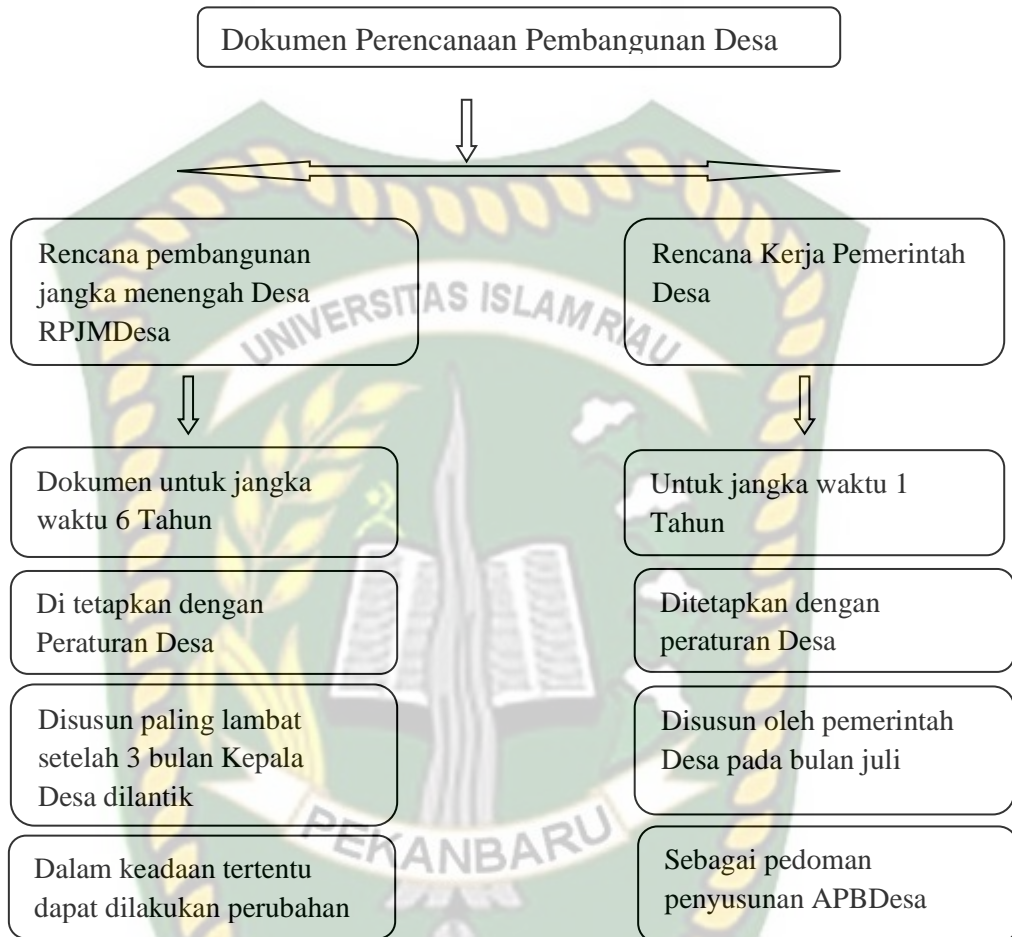 Dokumen Perencanaan Pembangunan Desa
Rencana pembangunan
jangka menengah Desa
RPJMDesa
Rencana Kerja Pemerintah
Desa
UNIVERSITAS ISLAM RIAU
Dokumen untuk jangka
waktu 6 Tahun
Untuk jangka waktu 1
Tahun
Di tetapkan dengan
Peraturan Desa
Ditetapkan dengan
peraturan Desa
Disusun paling lambat
setelah 3 bulan Kepala
Desa dilantik
Disusun oleh pemerintah
Desa pada bulan juli
PEKANBARU
Dalam keadaan tertentu
dapat dilakukan perubahan
Sebagai pedoman
penyusunan APBDesa